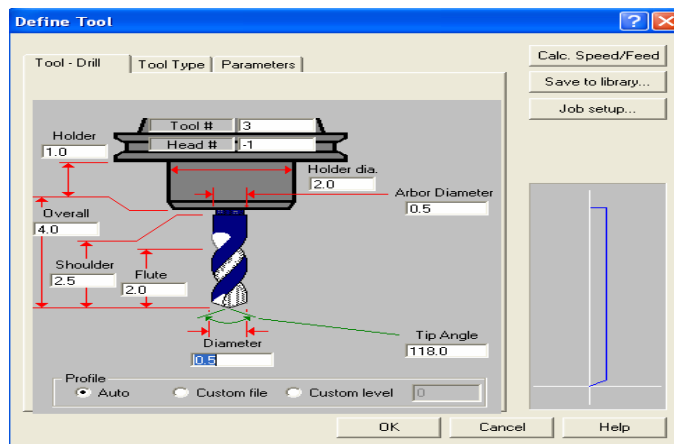 Define Tool
Tool - Drill
Tool Type
Parameters
Calc. Speed/Feed
Save to library...
Job setup...
Tool # 3
Head # -1
Holder
1.0
Holder dia.
2.0
Arbor Diameter
0.5
Overall
4.0
Shoulder
2.5
Flute
2.0
Tip Angle
118.0
Diameter
0.5
Profile
Auto
Custom file
Custom level
0
OK
Cancel
Help